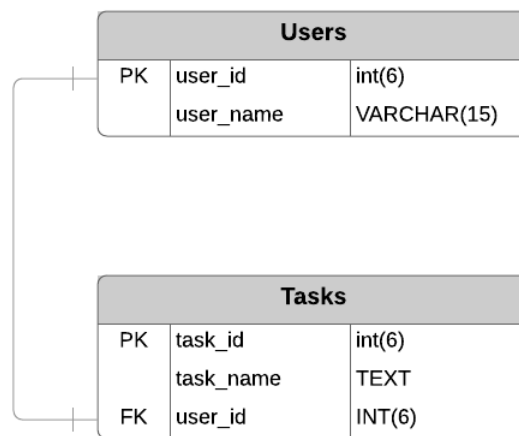 Users
PK user_id int(6)
user_name VARCHAR(15)
Tasks
PK task_id int(6)
task_name TEXT
FK user_id INT(6)